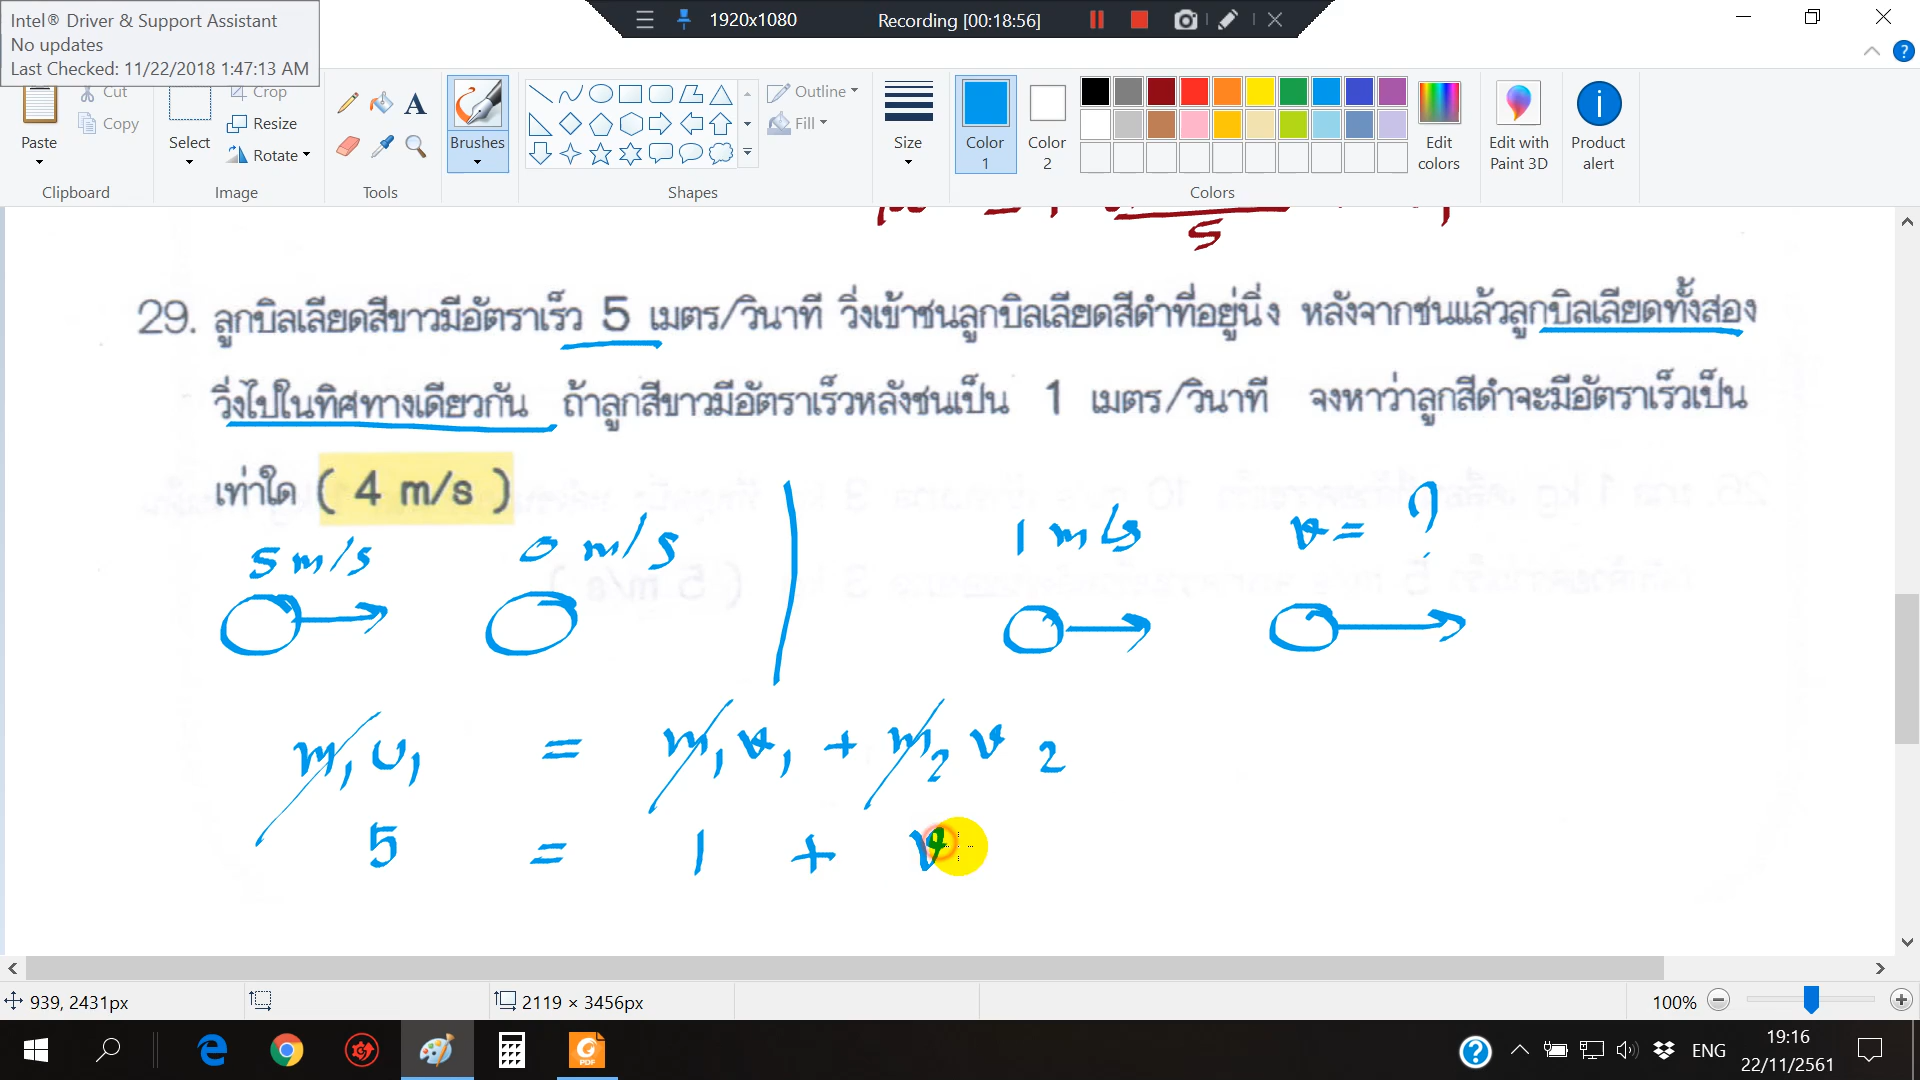 Intel® Driver & Support Assistant
No updates
Last Checked: 11/22/2018 1:47:13 AM
1920x1080
Recording [00:18:56]
Paste
Cut
Copy
Clipboard
Select
Crop
Resize
Rotate
Image
A
Tools
Brushes
Shapes
Outline
Fill
Size
Color 1
Color 2
Colors
Edit colors
Edit with Paint 3D
Product alert
5
29. ลูกบิลเลียดสีขาวมีอัตราเร็ว 5 เมตร/วินาที วิ่งเข้าชนลูกบิลเลียดสีดำที่อยู่นิ่ง หลังจากชนแล้วลูกบิลเลียดทั้งสอง
วิ่งไปในทิศทางเดียวกัน ถ้าลูกสีขาวมีอัตราเร็วหลังชนเป็น 1 เมตร/วินาที จงหาว่าลูกสีดำจะมีอัตราเร็วเป็น
เท่าใด ( 4 m/s )
5 m/s 0 m/s 1 m/s v = ?
m₁u₁ = m₁v₁ + m₂v₂
5 = 1 + v
939, 2431px
2119 × 3456px
100%
PDF
ENG
19:16
22/11/2561